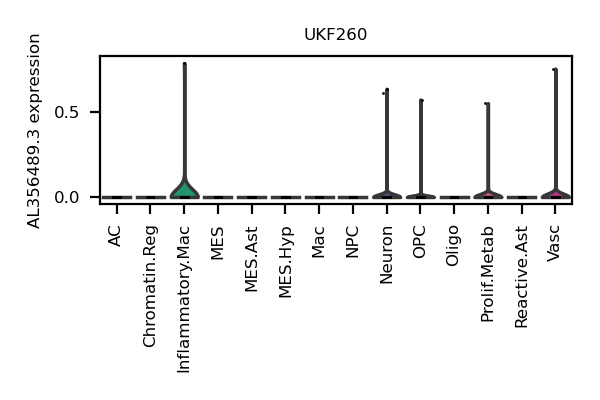 UKF260
AL356489.3 expression
0.5
0.0
AC
Chromatin.Reg
Inflammatory.Mac
MES
MES.Ast
MES.Hyp
Mac
NPC
Neuron
OPC
Oligo
Prolif.Metab
Reactive.Ast
Vasc